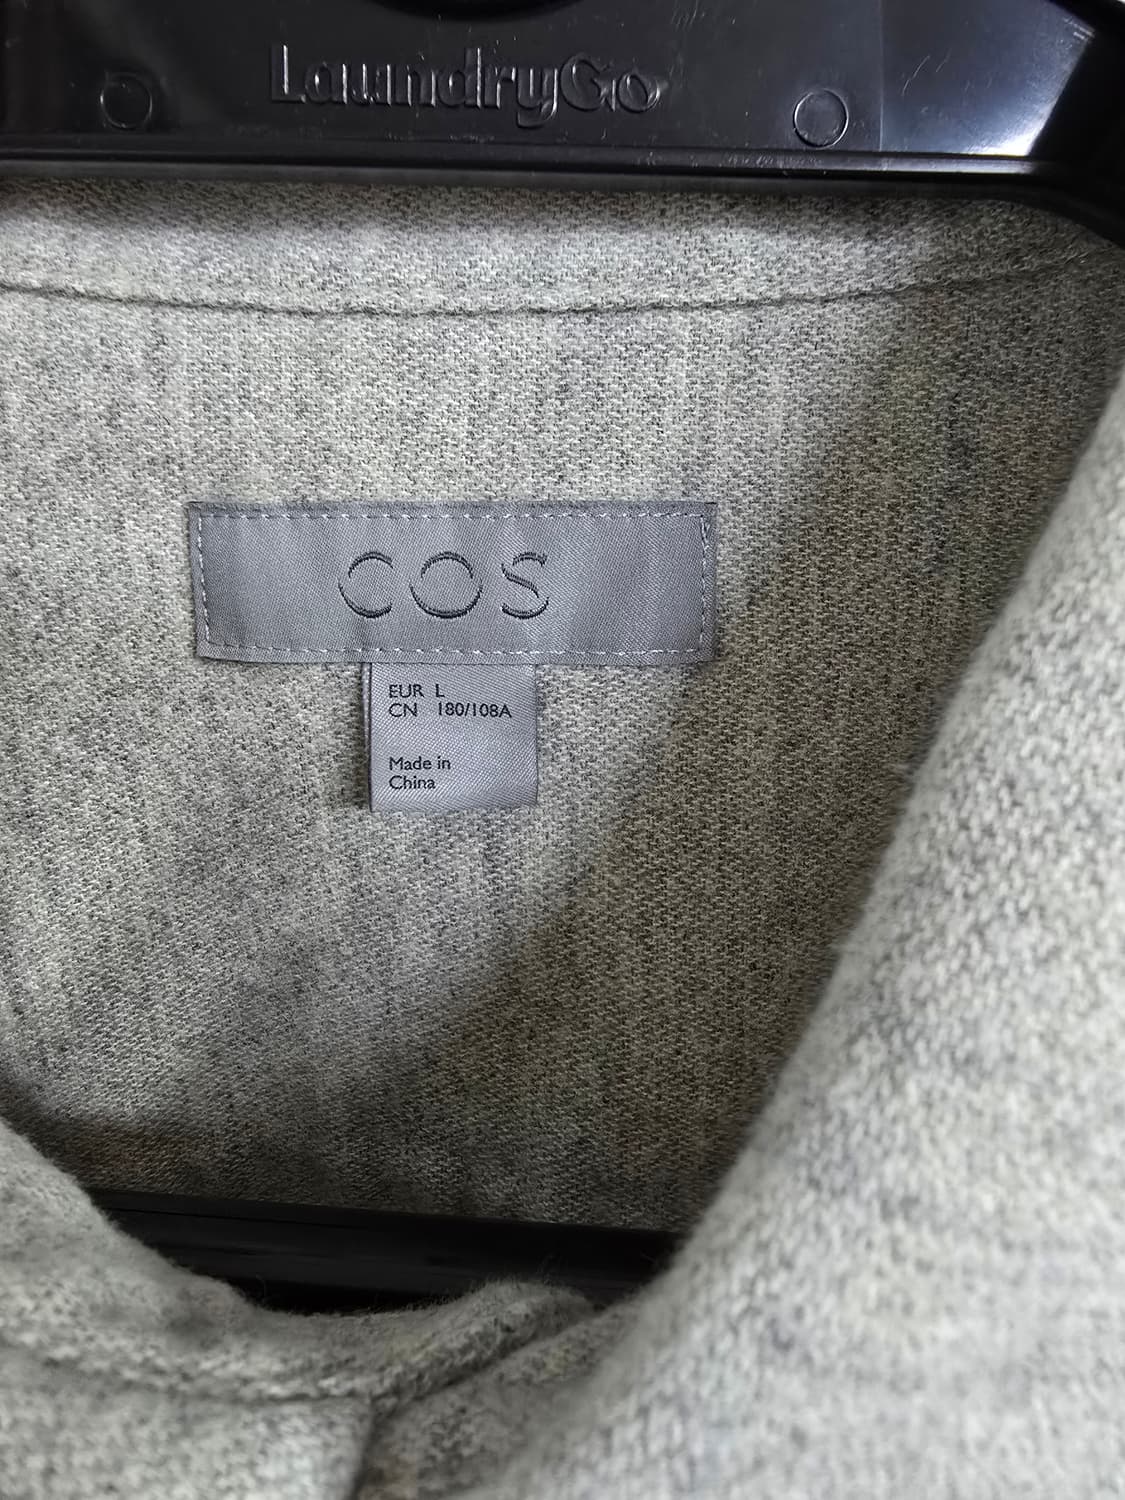 LaundryGo
COS
EUR L
CN 180/108A
Made in
China